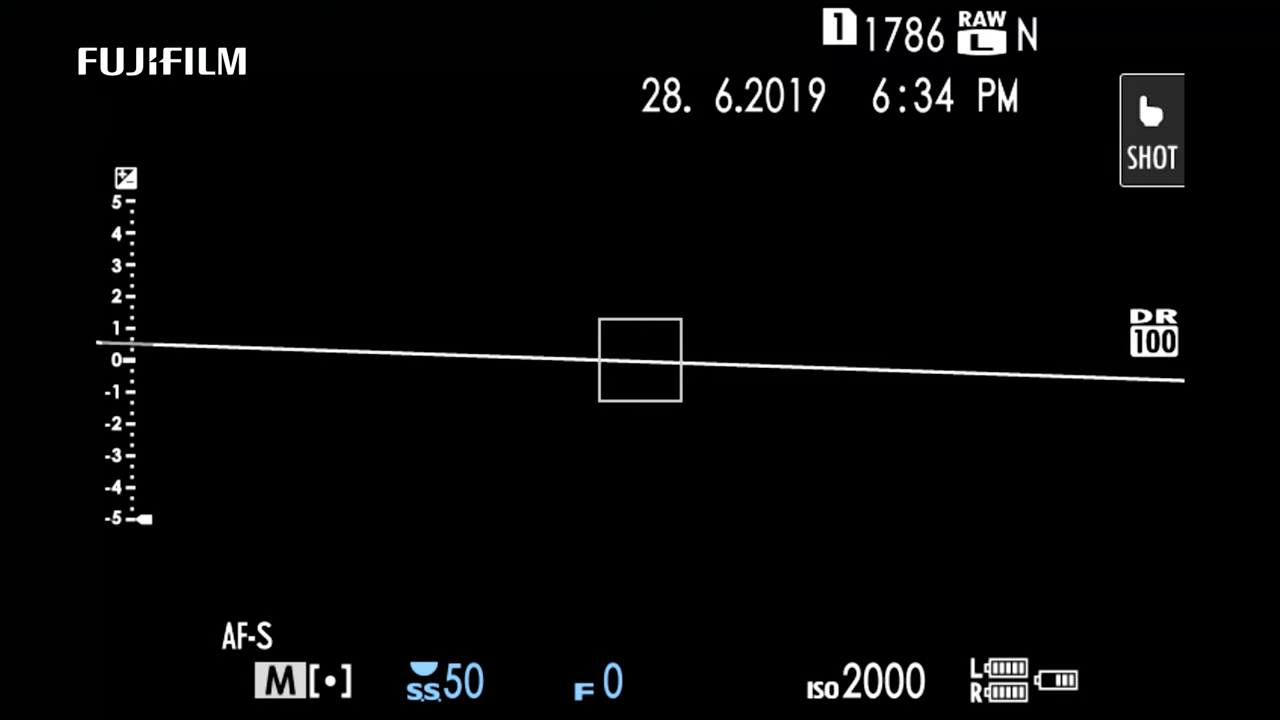 1 1786 RAW L N
FUJIFILM
28. 6.2019 6:34 PM
SHOT
5
4
3
2
1
0
-1
-2
-3
-4
-5
DR
100
AF-S
M [•] S.S. 50 F 0 ISO 2000 L
R